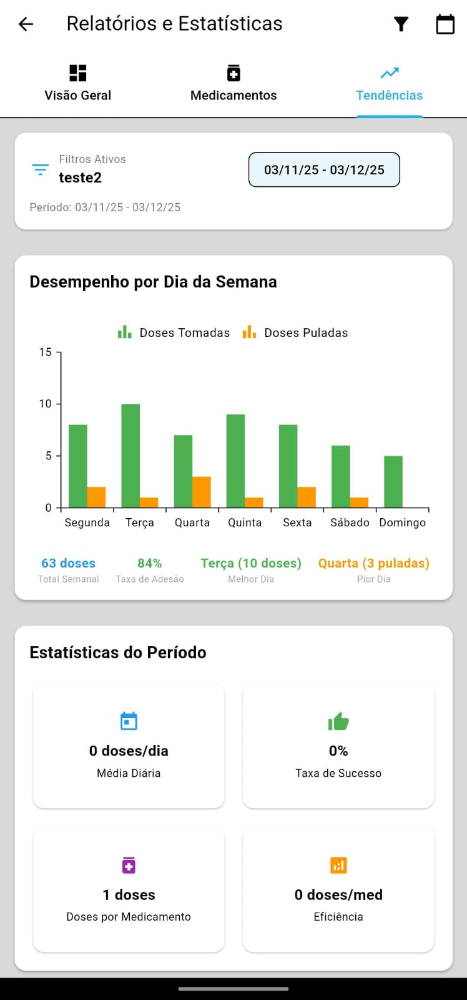 Relatórios e Estatísticas
Visão Geral
Medicamentos
Tendências
Filtros Ativos
teste2
03/11/25 - 03/12/25
Período: 03/11/25 - 03/12/25
Desempenho por Dia da Semana
Doses Tomadas
Doses Puladas
15
10
5
0
Segunda Terça Quarta Quinta Sexta Sábado Domingo
63 doses 84% Terça (10 doses) Quarta (3 puladas)
Total Semanal Taxa de Adesão Melhor Dia Pior Dia
Estatísticas do Período
0 doses/dia
Média Diária
0%
Taxa de Sucesso
1 doses
Doses por Medicamento
0 doses/med
Eficiência